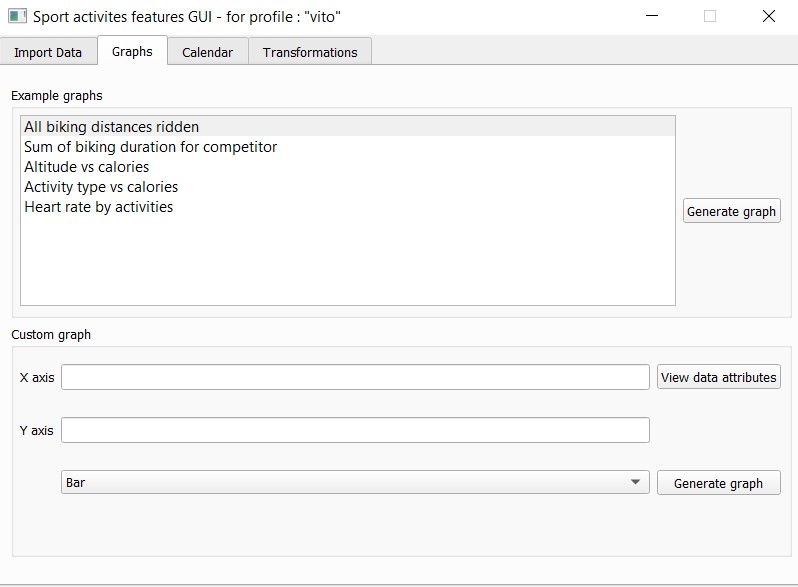 Sport activites features GUI - for profile : "vito"
Import Data Graphs Calendar Transformations
Example graphs
All biking distances ridden
Sum of biking duration for competitor
Altitude vs calories
Activity type vs calories
Heart rate by activities
Generate graph
Custom graph
X axis View data attributes
Y axis
Bar Generate graph